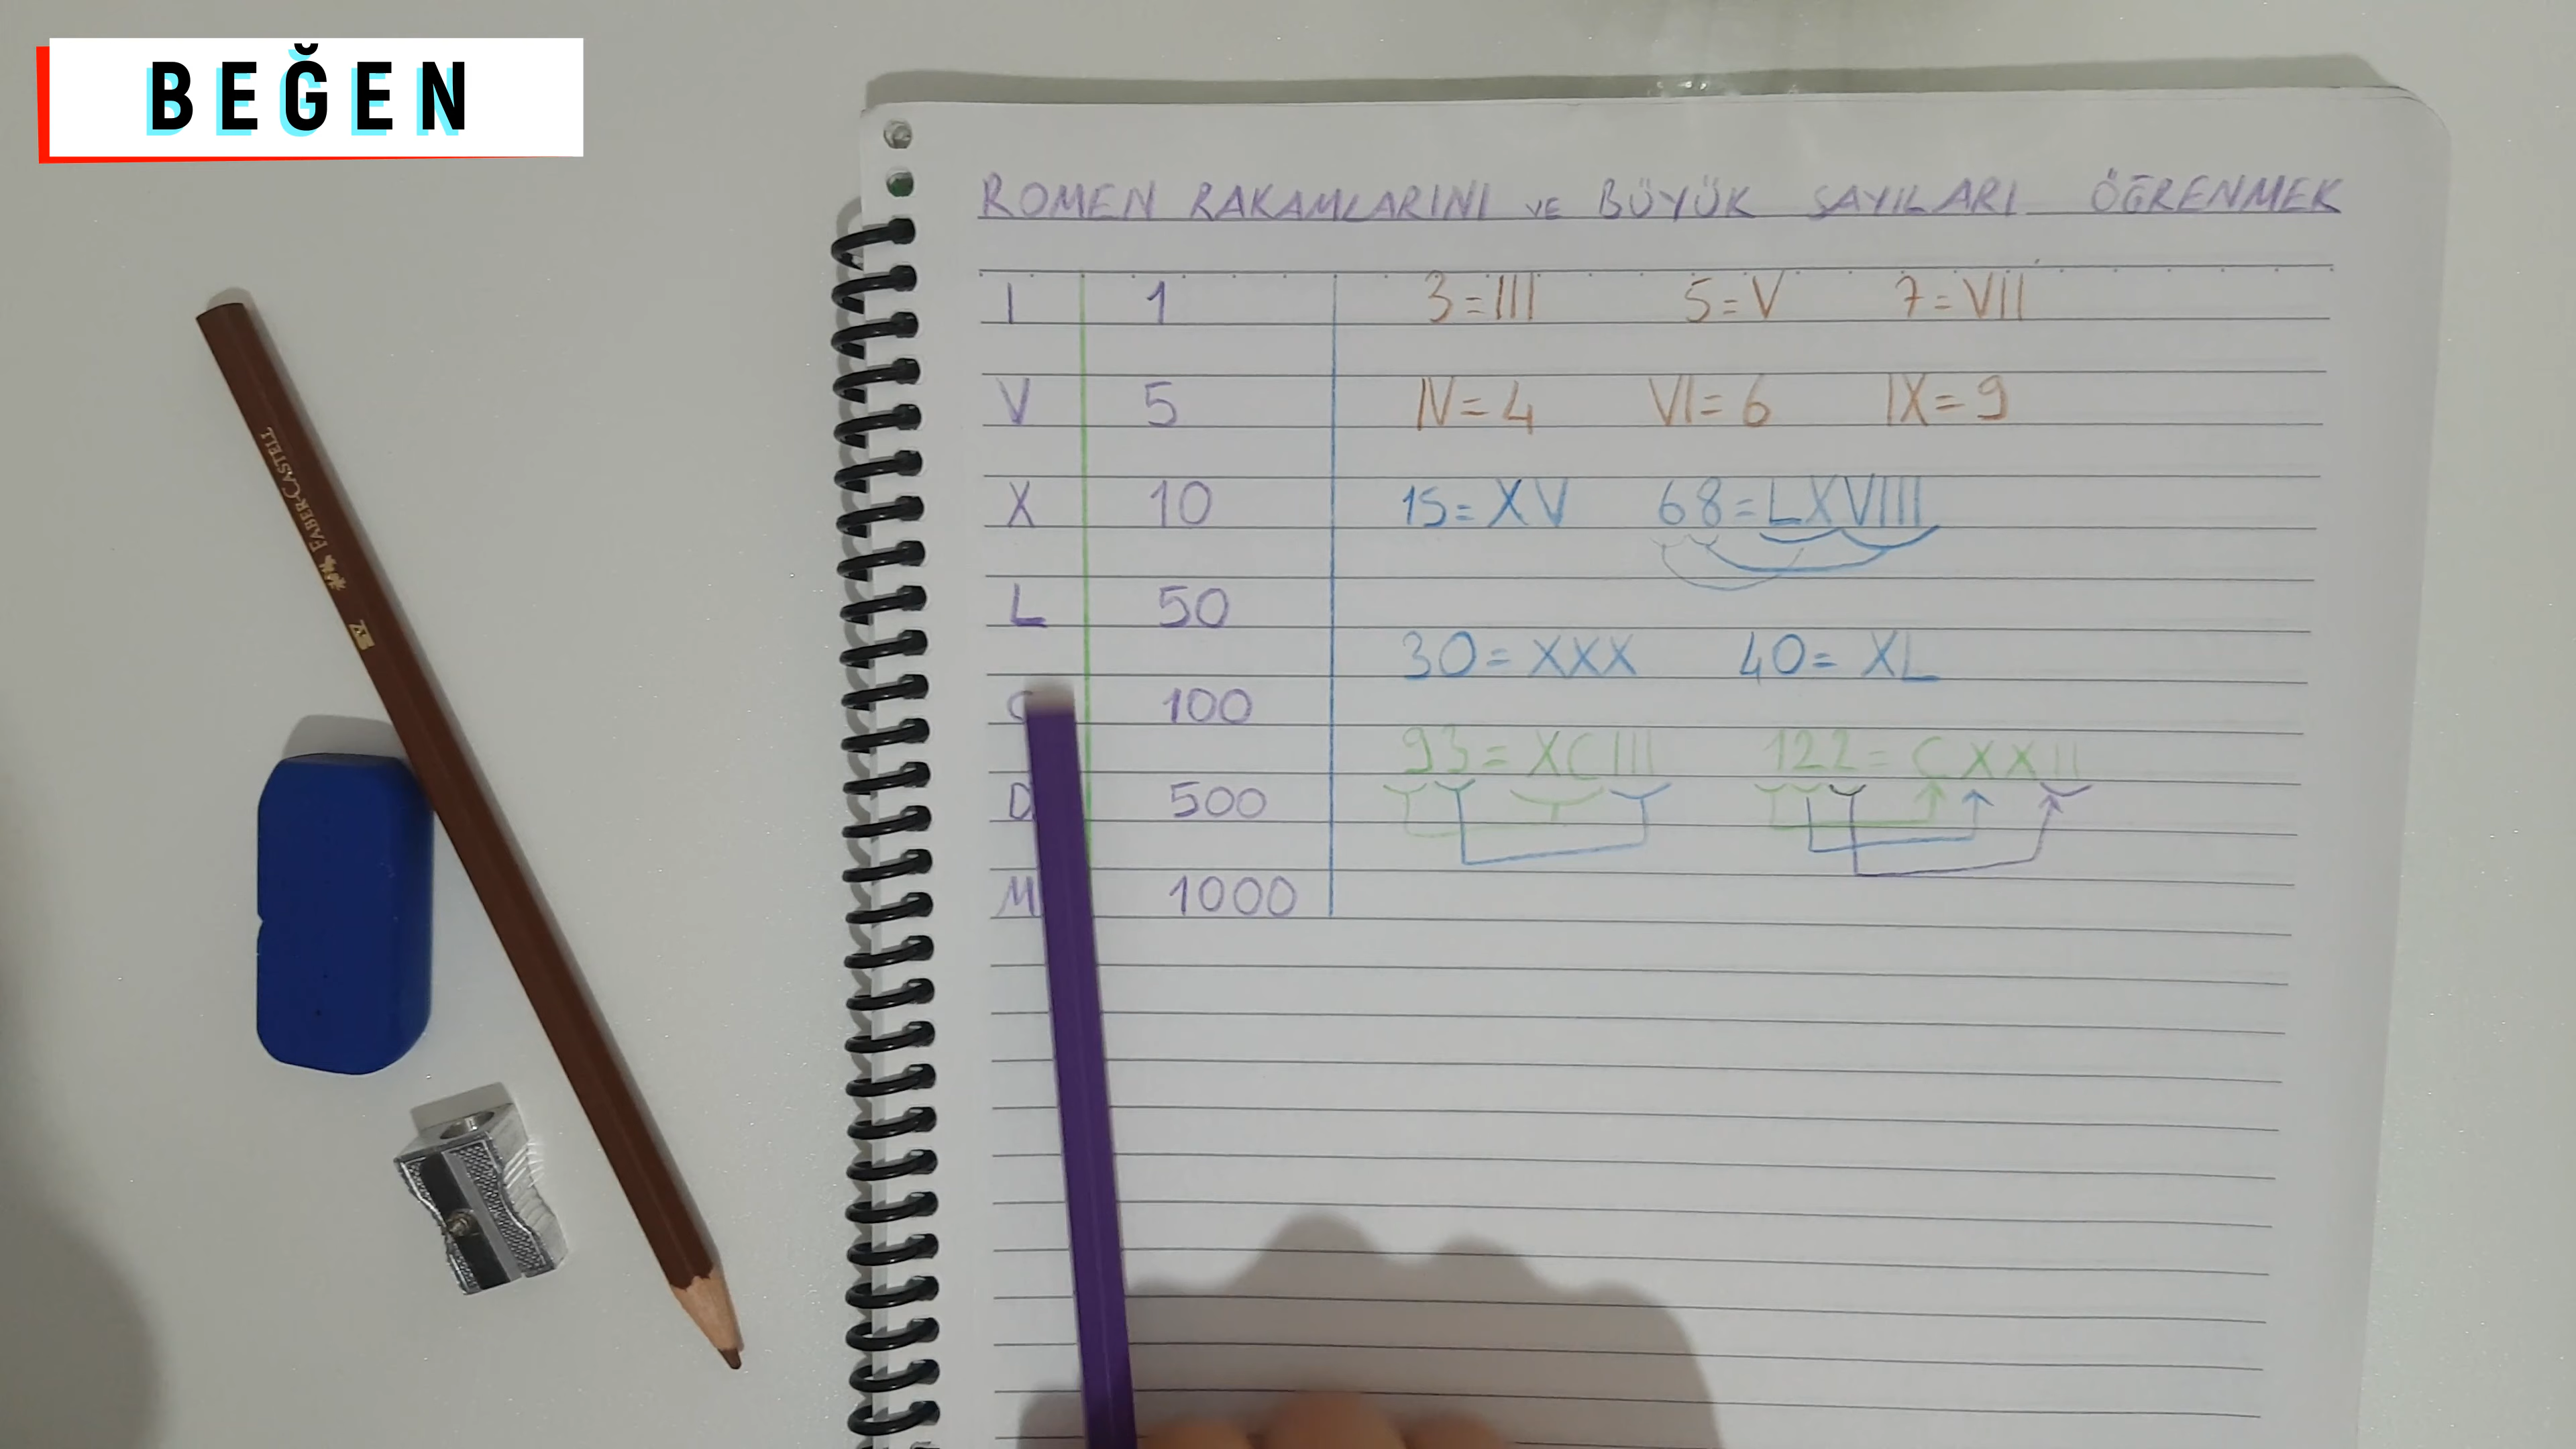 BEĞEN
ROMEN RAKAMLARINI VE BÜYÜK SAYILARI ÖĞRENMEK
I 1 3=III 5=V 7=VII
V 5 IV=4 VI=6 IX=9
X 10 15=XV 68=LXVIII
L 50
30=XXX 40=XL
C 100
93=XCIII 122=CXXII
D 500
M 1000
FABER-CASTELL